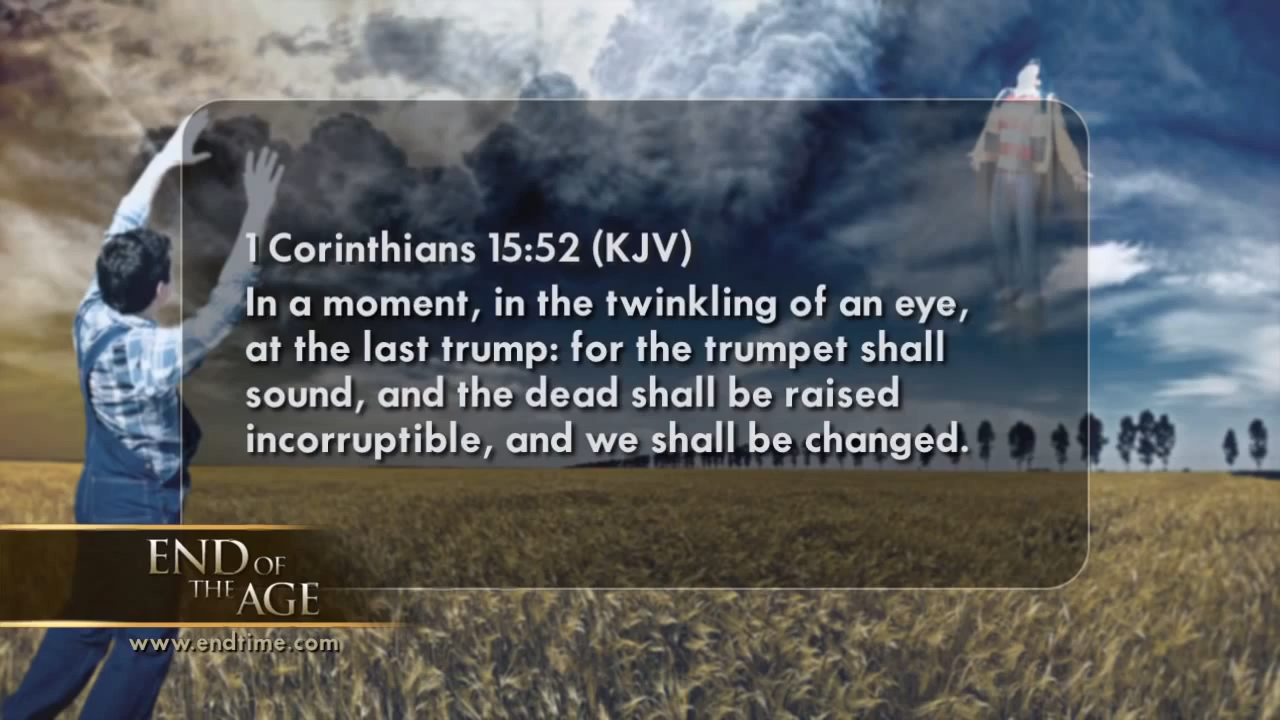 1 Corinthians 15:52 (KJV)
In a moment, in the twinkling of an eye,
at the last trump: for the trumpet shall
sound, and the dead shall be raised
incorruptible, and we shall be changed.
END OF
THE AGE
www.endtime.com